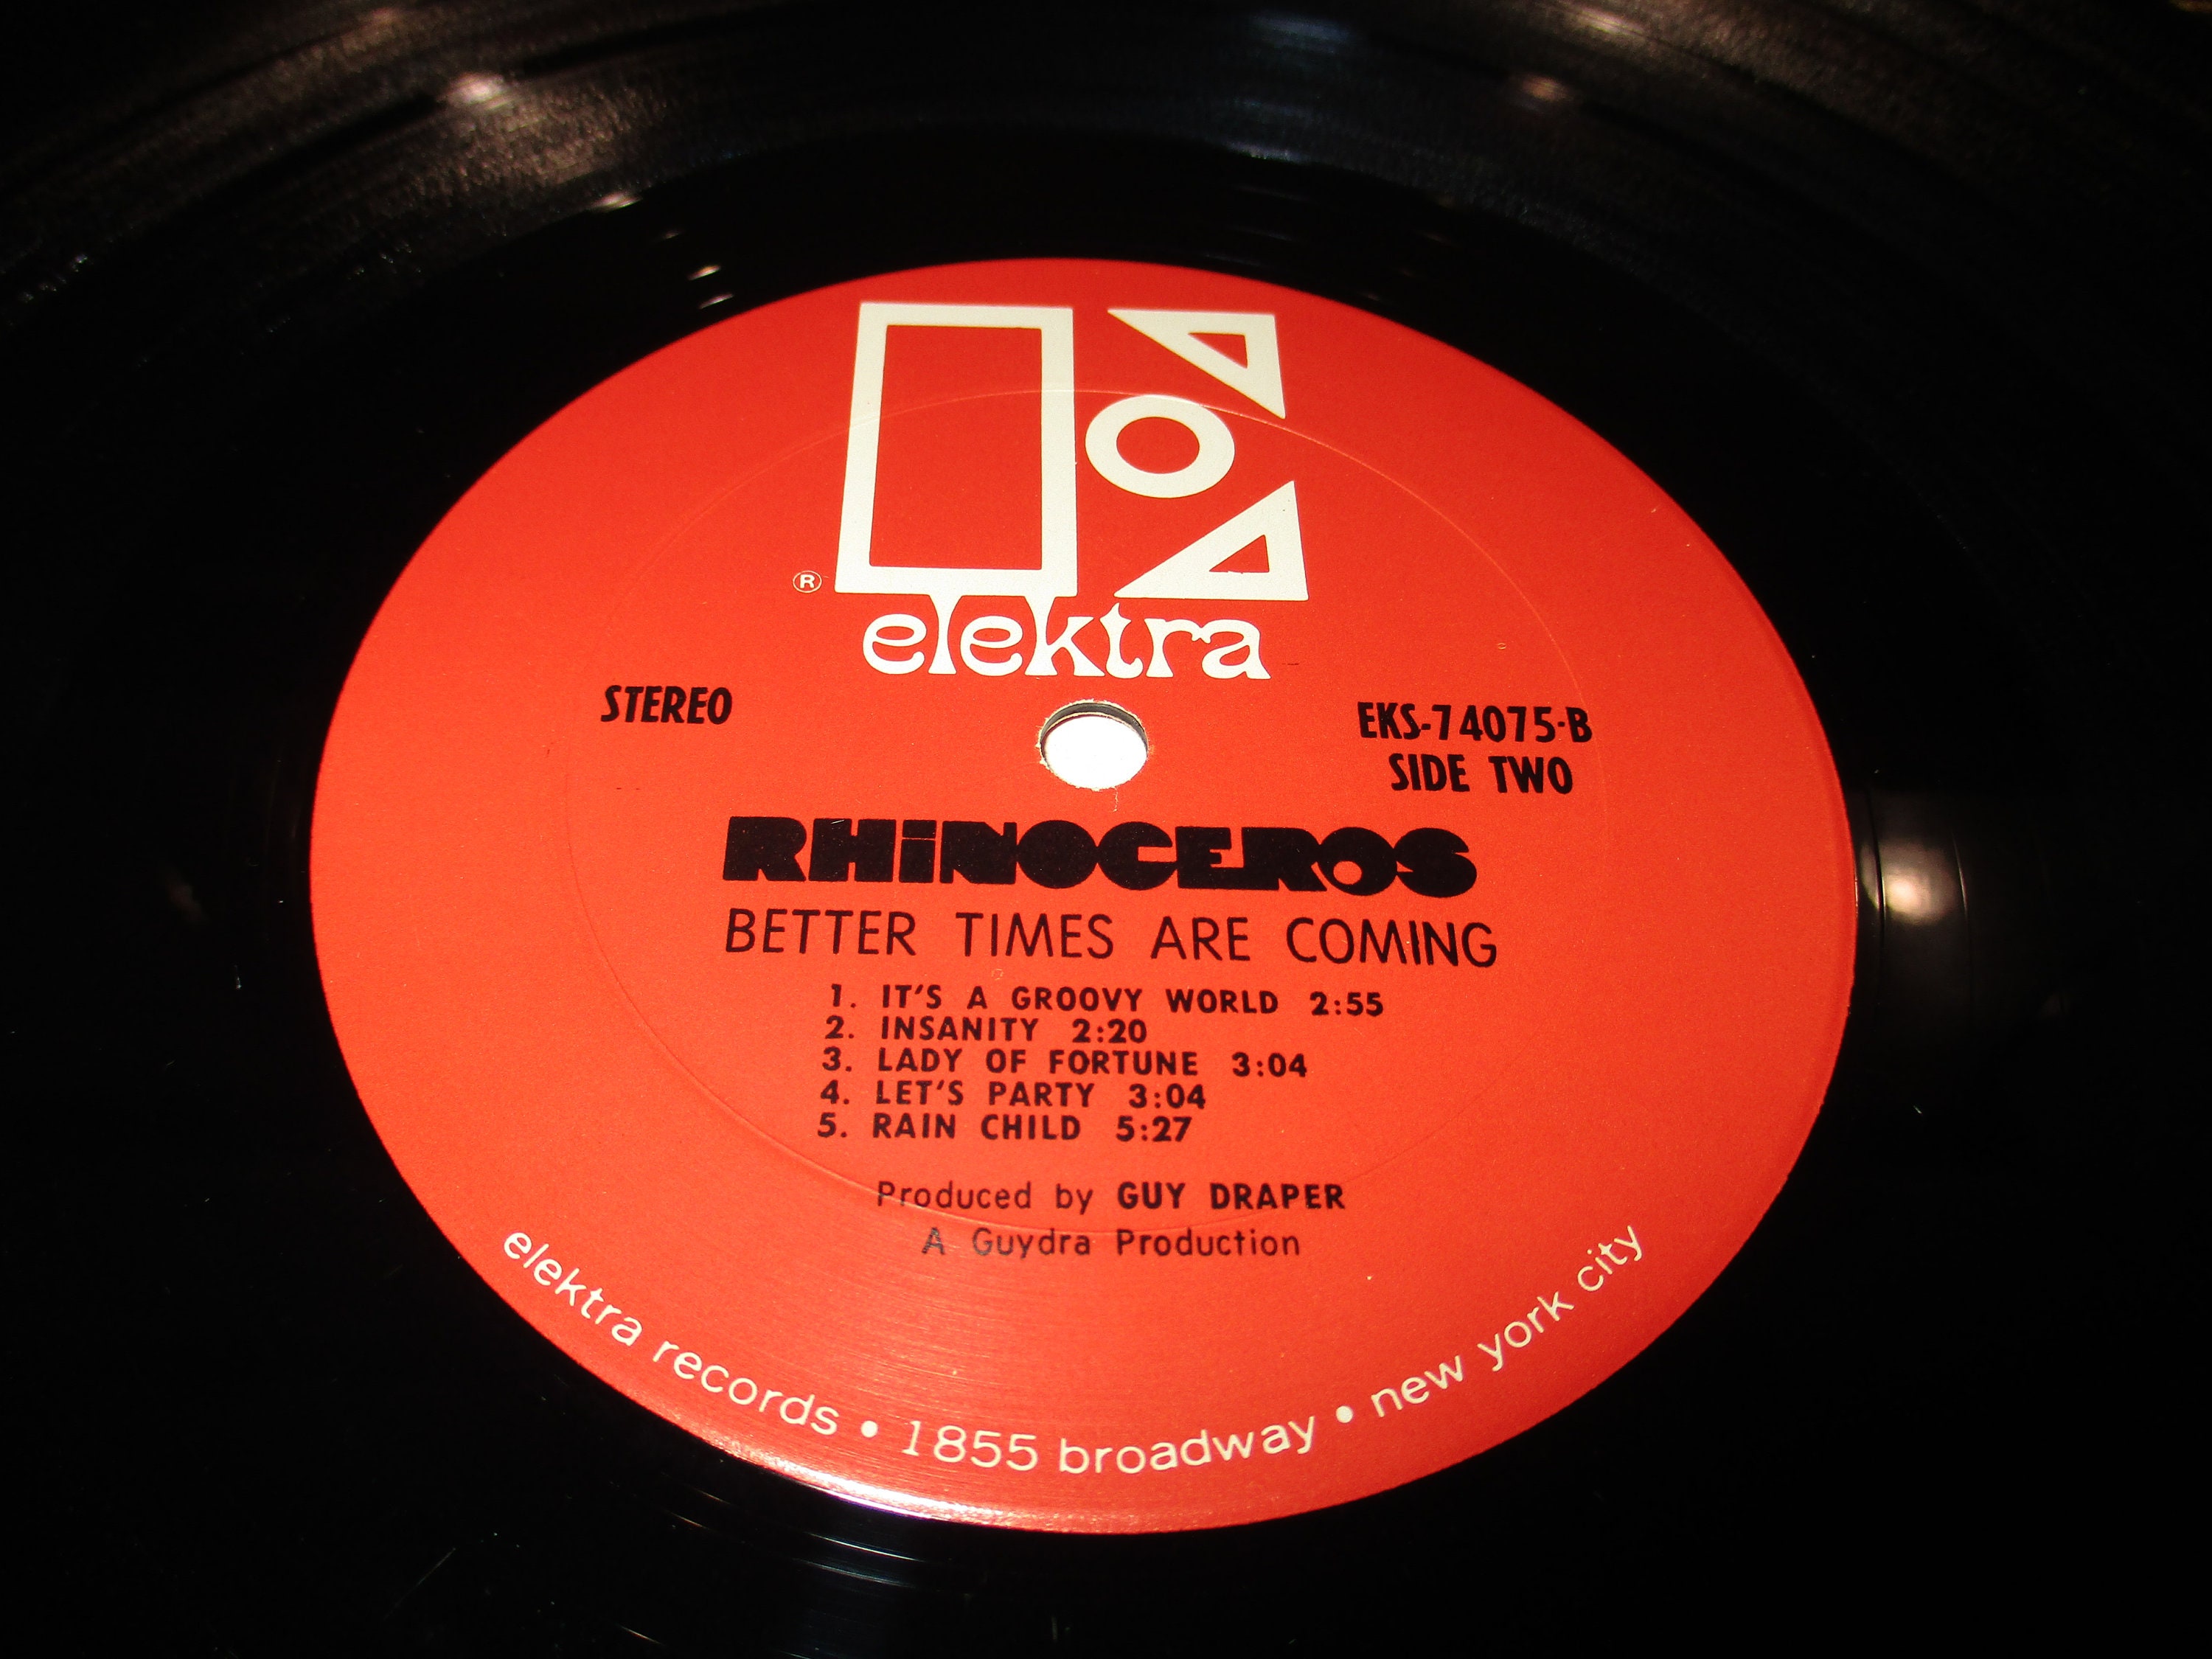 ®
elektra
STEREO
EKS-74075-B
SIDE TWO
RHiNOCEROS
BETTER TIMES ARE COMING
1. IT'S A GROOVY WORLD 2:55
2. INSANITY 2:20
3. LADY OF FORTUNE 3:04
4. LET'S PARTY 3:04
5. RAIN CHILD 5:27
Produced by GUY DRAPER
A Guydra Production
elektra records • 1855 broadway • new york city